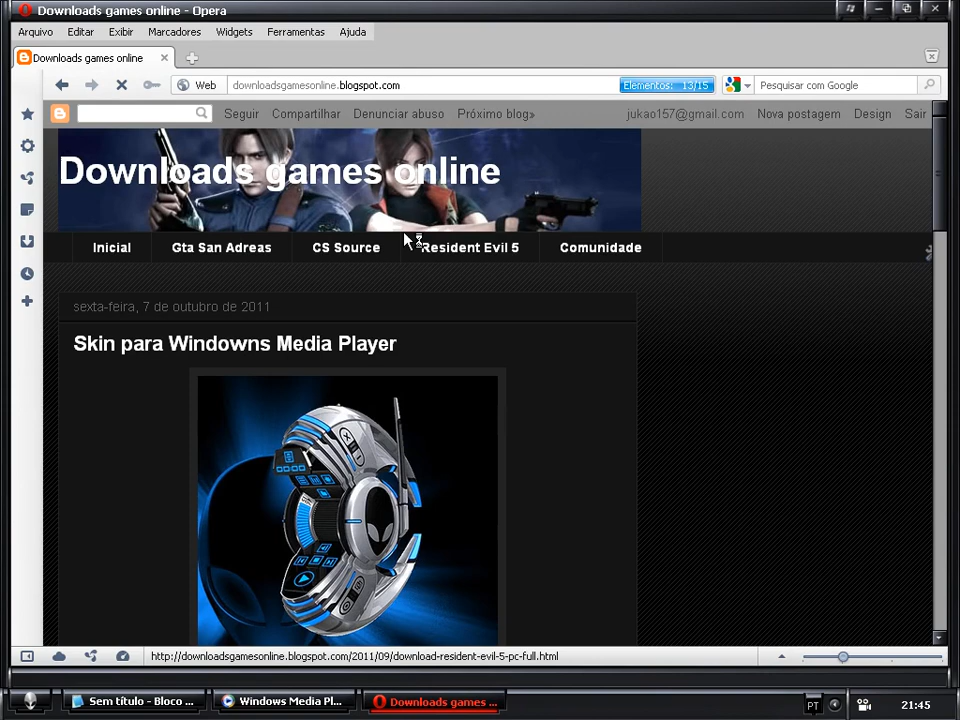 Downloads games online - Opera
Arquivo Editar Exibir Marcadores Widgets Ferramentas Ajuda
Downloads games online
Web downloadsgamesonline.blogspot.com Elementos: 13/15 Pesquisar com Google
Seguir Compartilhar Denunciar abuso Próximo blog» jukao157@gmail.com Nova postagem Design Sair
Downloads games online
Inicial Gta San Adreas CS Source Resident Evil 5 Comunidade
sexta-feira, 7 de outubro de 2011
Skin para Windowns Media Player
http://downloadsgamesonline.blogspot.com/2011/09/download-resident-evil-5-pc-full.html
Sem título - Bloco ... Windows Media Pl... Downloads games ... PT 21:45